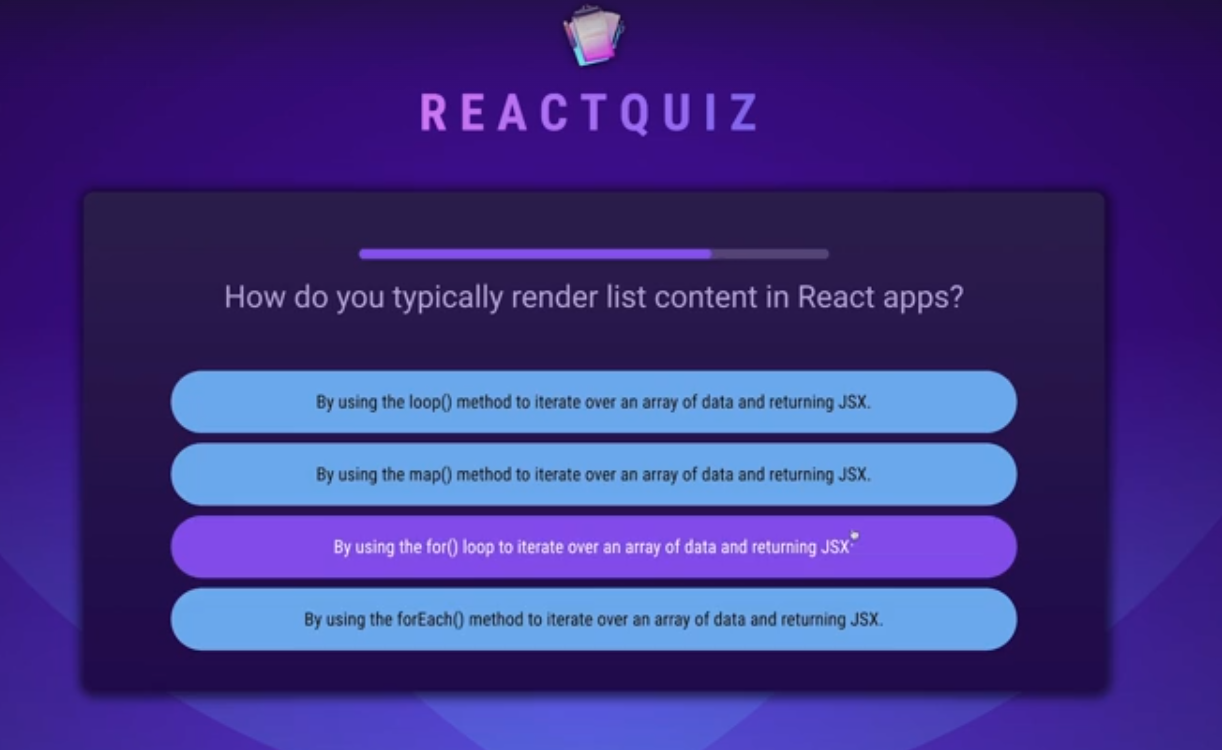 REACTQUIZ
How do you typically render list content in React apps?
By using the loop() method to iterate over an array of data and returning JSX.
By using the map() method to iterate over an array of data and returning JSX.
By using the for() loop to iterate over an array of data and returning JSX.
By using the forEach() method to iterate over an array of data and returning JSX.